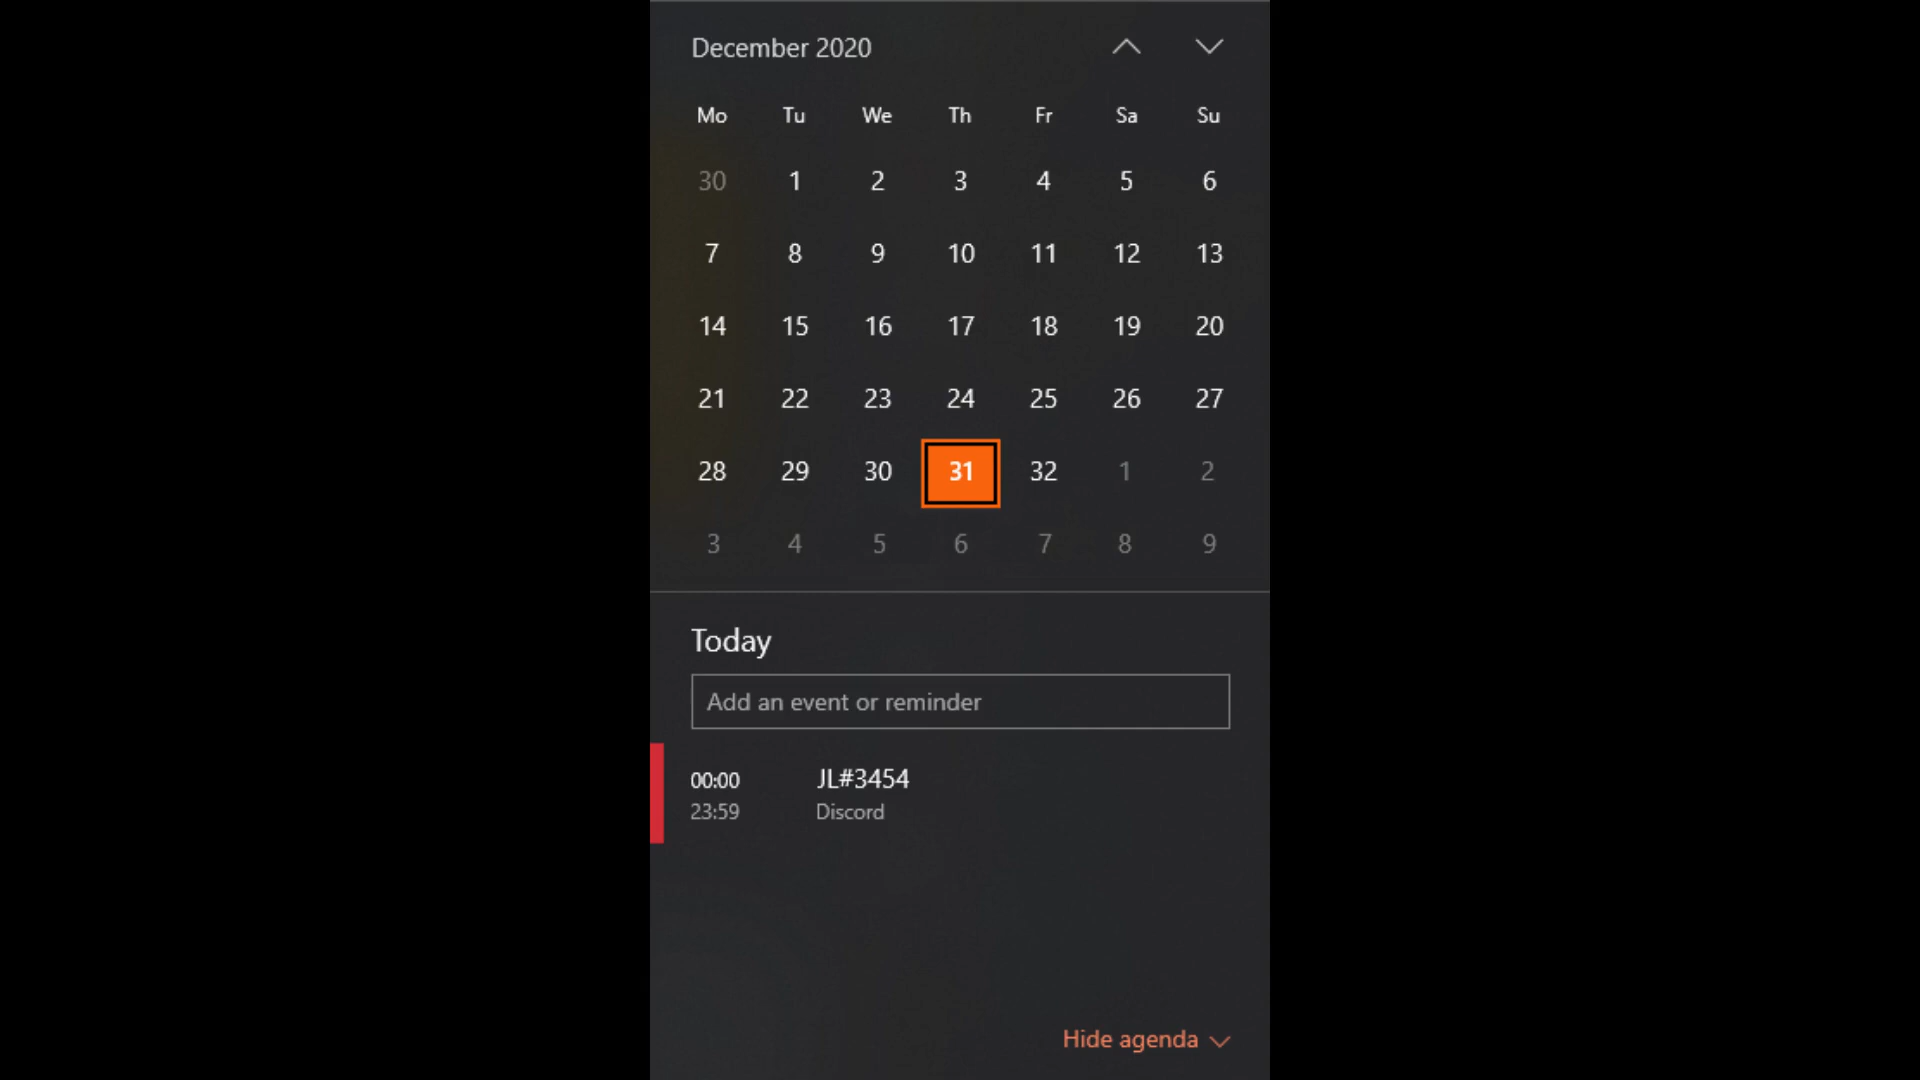 December 2020
Mo Tu We Th Fr Sa Su
30 1 2 3 4 5 6
7 8 9 10 11 12 13
14 15 16 17 18 19 20
21 22 23 24 25 26 27
28 29 30 31 32 1 2
3 4 5 6 7 8 9
Today
Add an event or reminder
00:00 JL#3454
23:59 Discord
Hide agenda